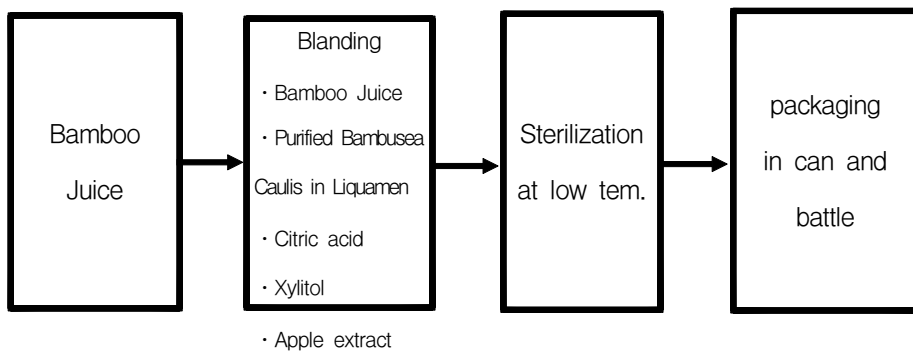 Bamboo
Juice
Blanding
· Bamboo Juice
· Purified Bambusea
Caulis in Liquamen
· Citric acid
· Xylitol
· Apple extract
Sterilization
at low tem.
packaging
in can and
battle